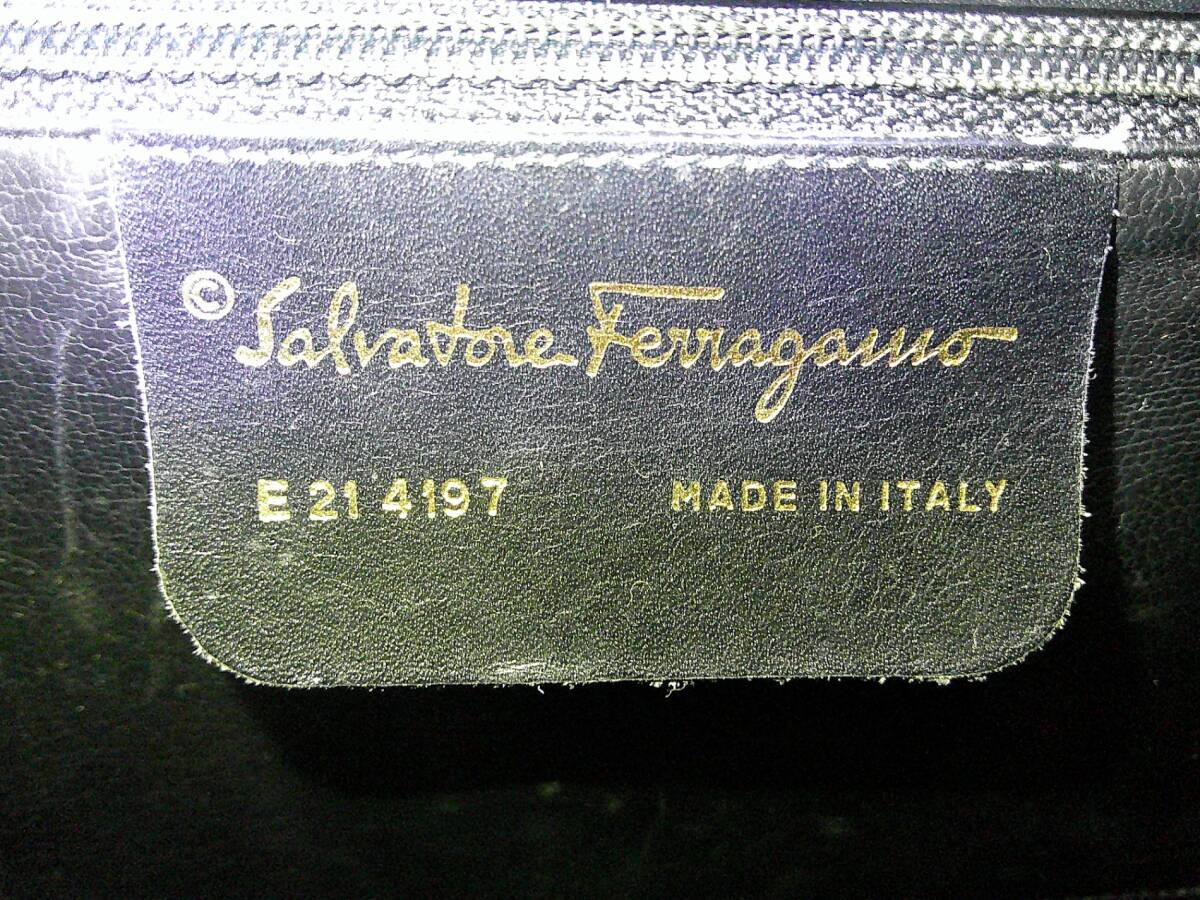 © Salvatore Ferragamo
E 21 4197 MADE IN ITALY